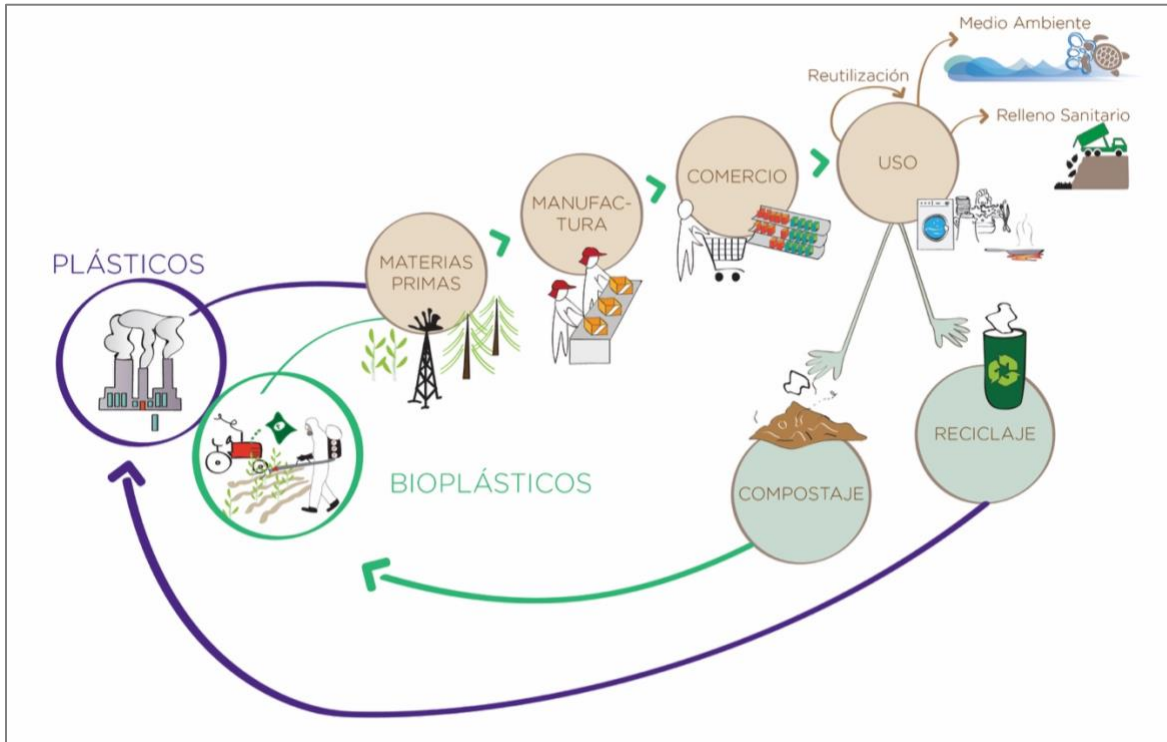 Medio Ambiente
Reutilización
Relleno Sanitario
USO
COMERCIO
MANUFAC-
TURA
MATERIAS
PRIMAS
PLÁSTICOS
BIOPLÁSTICOS
RECICLAJE
COMPOSTAJE